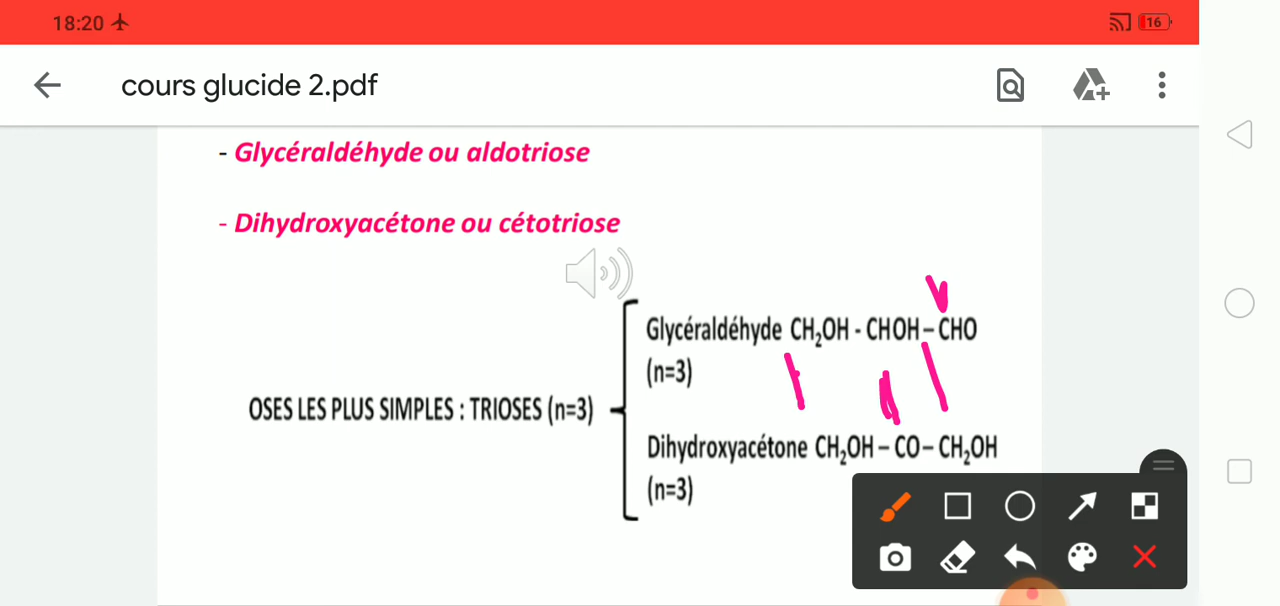 18:20
16
cours glucide 2.pdf
- Glycéraldéhyde ou aldotriose
- Dihydroxyacétone ou cétotriose
Glycéraldéhyde CH₂OH - CHOH – CHO
(n=3)
OSES LES PLUS SIMPLES : TRIOSES (n=3)
Dihydroxyacétone CH₂OH – CO – CH₂OH
(n=3)